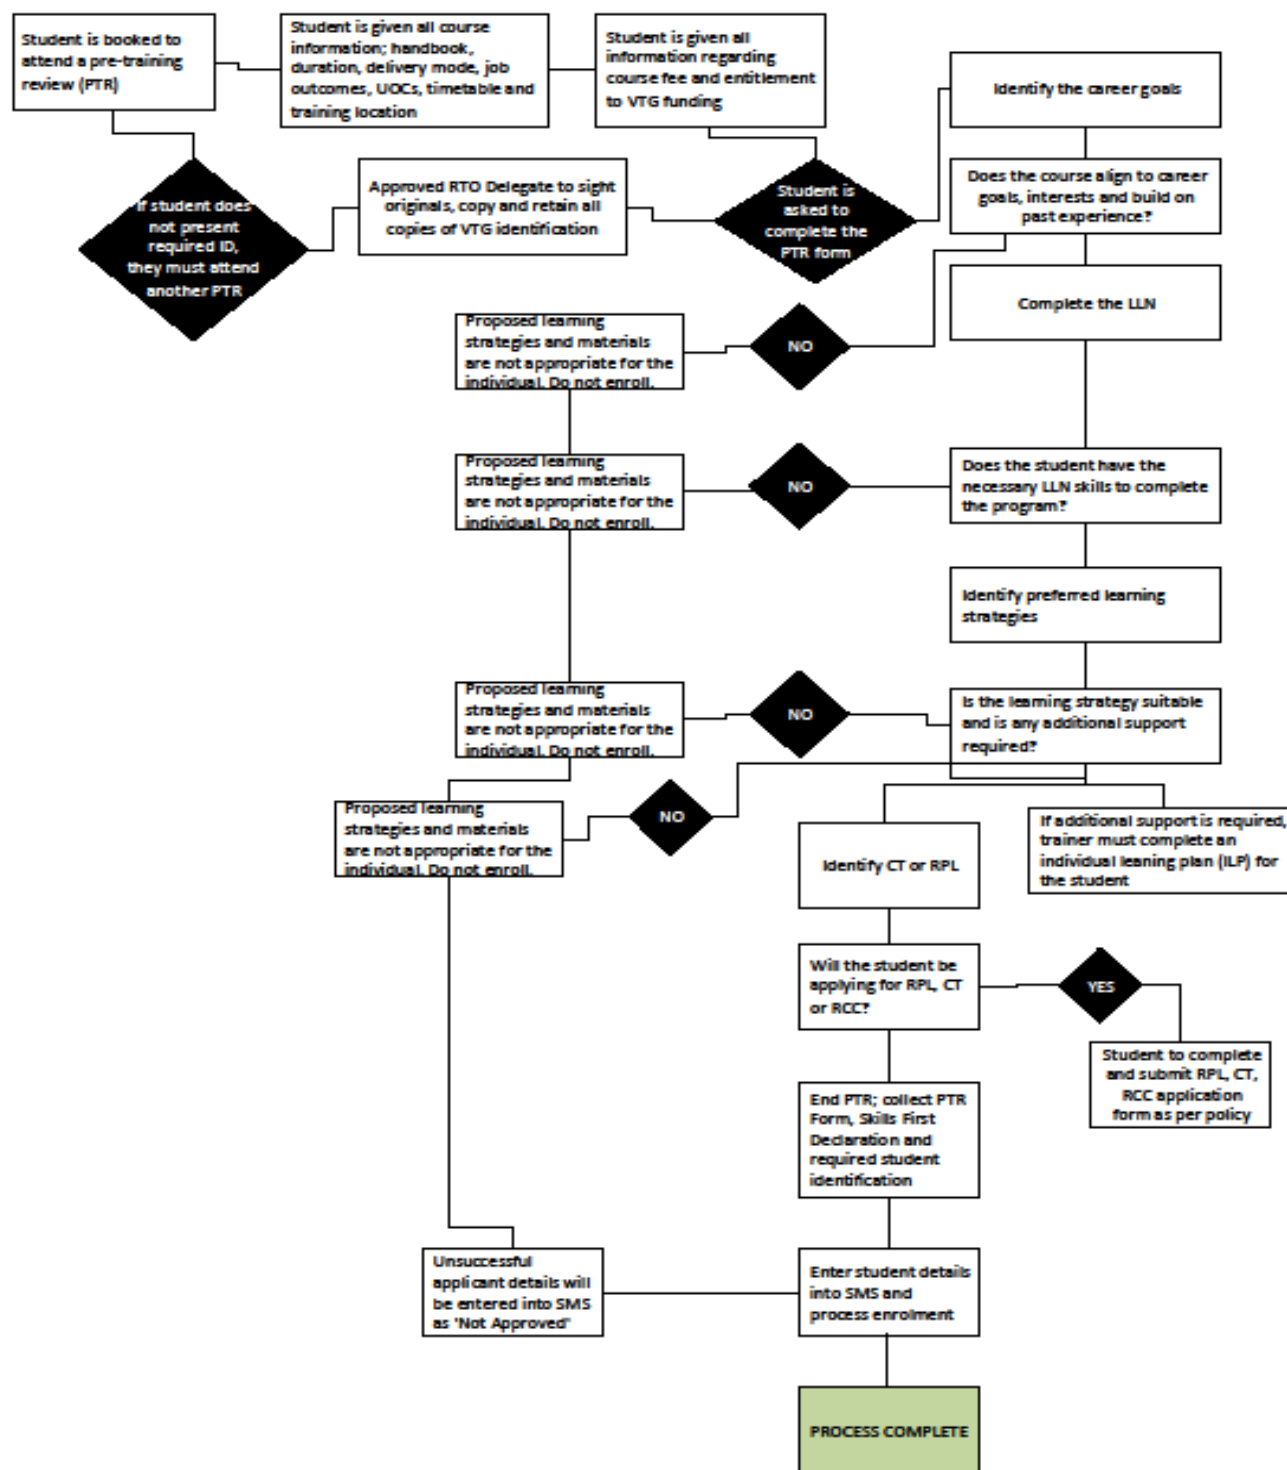 Student is booked to
attend a pre-training
review (PTR)
Student is given all course
information; handbook,
duration, delivery mode, job
outcomes, UOCs, timetable and
training location
Student is given all
information regarding
course fee and entitlement
to VTG funding
Identify the career goals
If student does
not present
required ID,
they must attend
another PTR
Approved RTO Delegate to sight
originals, copy and retain all
copies of VTG identification
Student is
asked to
complete the
PTR form
Does the course align to career
goals, interests and build on
past experience?
Complete the LLN
Proposed learning
strategies and materials
are not appropriate for the
individual. Do not enroll.
NO
Proposed learning
strategies and materials
are not appropriate for the
individual. Do not enroll.
NO
Does the student have the
necessary LLN skills to complete
the program?
Identify preferred learning
strategies
Proposed learning
strategies and materials
are not appropriate for the
individual. Do not enroll.
NO
Is the learning strategy suitable
and is any additional support
required?
Proposed learning
strategies and materials
are not appropriate for the
individual. Do not enroll.
NO
Identify CT or RPL
If additional support is required,
trainer must complete an
individual leaning plan (ILP) for
the student
Will the student be
applying for RPL, CT
or RCC?
YES
Student to complete
and submit RPL, CT,
RCC application
form as per policy
End PTR; collect PTR
Form, Skills First
Declaration and
required student
identification
Unsuccessful
applicant details will
be entered into SMS
as 'Not Approved'
Enter student details
into SMS and
process enrolment
PROCESS COMPLETE